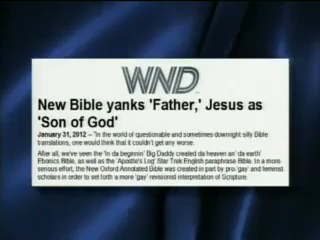 WND
New Bible yanks 'Father,' Jesus as
'Son of God'
January 31, 2012 – "In the world of questionable and sometimes downright silly Bible
translations, one would think that it couldn't get any worse.
After all, we've seen the 'In da beginnin' Big Daddy created da heaven an' da earth'
Ebonics Bible, as well as the 'Apostle's Log' Star Trek English paraphrase Bible. In a more
serious effort, the New Oxford Annotated Bible was created in part by pro-'gay' and feminist
scholars in order to set forth a more 'gay' revisionist interpretation of Scripture.